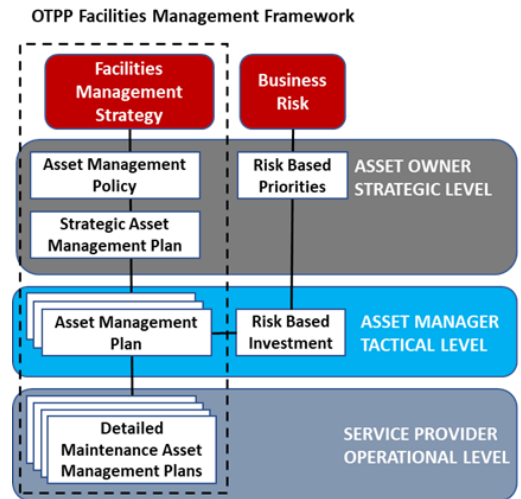 OTPP Facilities Management Framework
Facilities
Management
Strategy
Business
Risk
Asset Management
Policy
Risk Based
Priorities
ASSET OWNER
STRATEGIC LEVEL
Strategic Asset
Management Plan
Asset Management
Plan
Risk Based
Investment
ASSET MANAGER
TACTICAL LEVEL
Detailed
Maintenance Asset
Management Plans
SERVICE PROVIDER
OPERATIONAL LEVEL